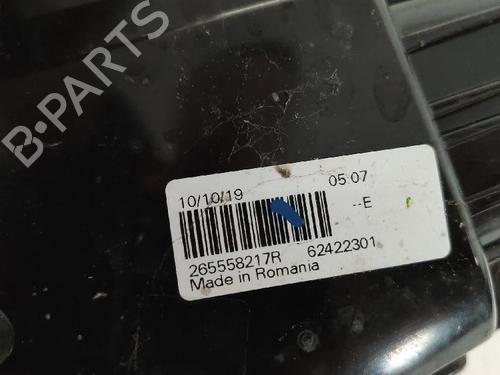 B-PARTS
10/10/19 05:07
--E
265558217R 62422301
Made in Romania